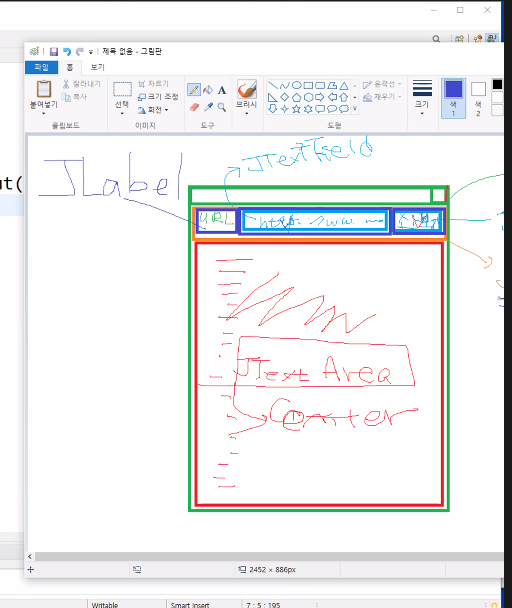 제목 없음 - 그림판
파일 홈 보기
붙여넣기
잘라내기
복사
클립보드
선택
자르기
크기 조정
회전
이미지
A
도구
브러시
윤곽선
채우기
도형
크기
색 1
색 2
ut(
JLabel
JTextField
URL
http
JText Area
Center
2452 × 886px
Writable
Smart Insert
7 : 5 : 195